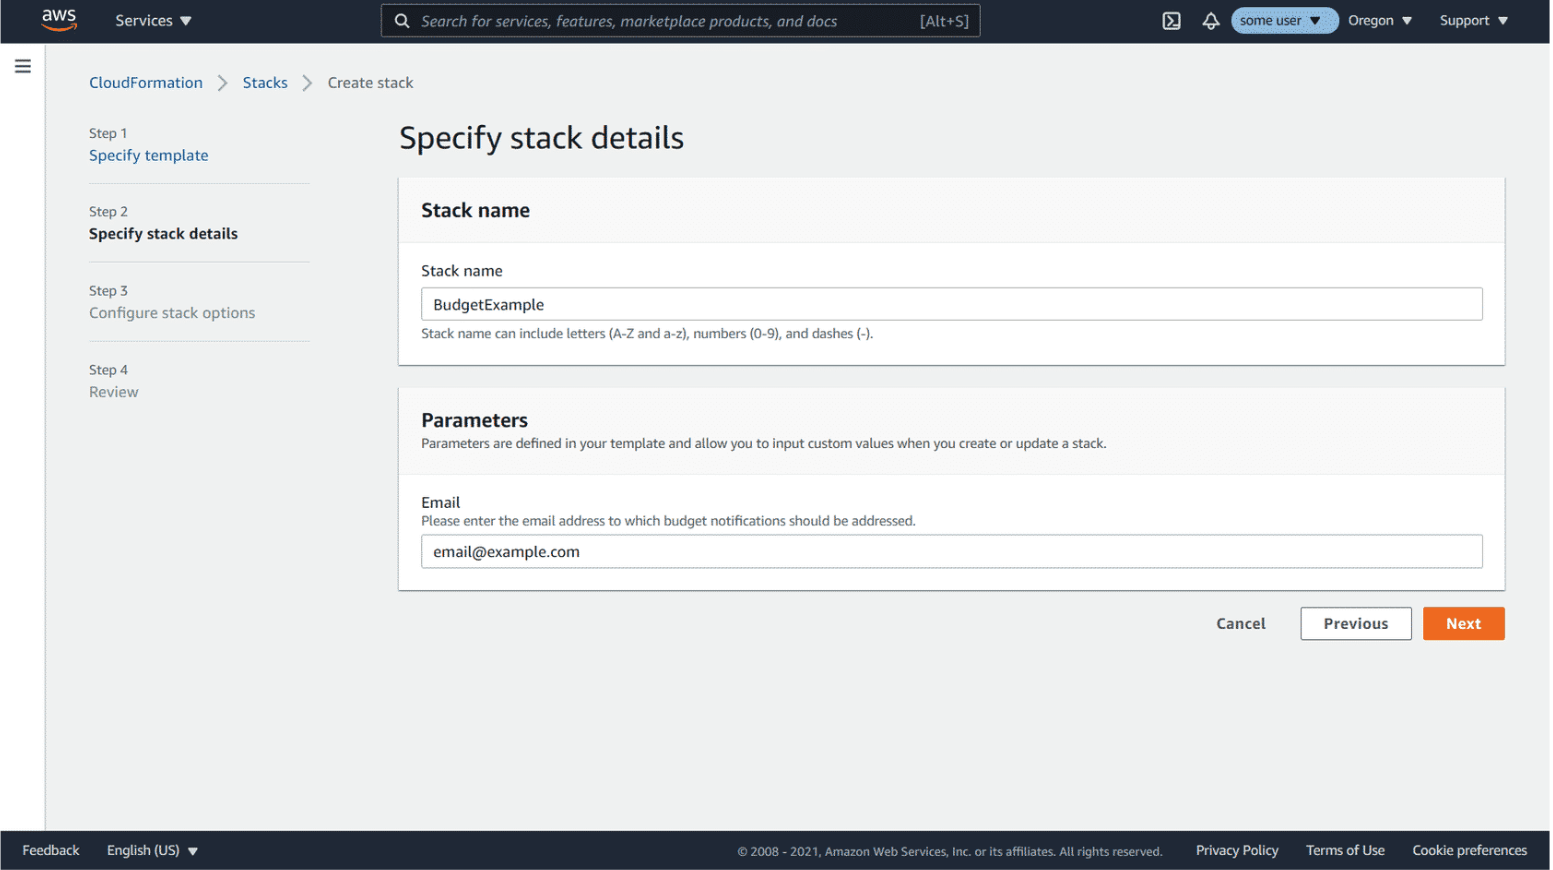 aws
Services
Search for services, features, marketplace products, and docs
[Alt+S]
some user
Oregon
Support
CloudFormation
Stacks
Create stack
Step 1
Specify template
Step 2
Specify stack details
Step 3
Configure stack options
Step 4
Review
Specify stack details
Stack name
Stack name
BudgetExample
Stack name can include letters (A-Z and a-z), numbers (0-9), and dashes (-).
Parameters
Parameters are defined in your template and allow you to input custom values when you create or update a stack.
Email
Please enter the email address to which budget notifications should be addressed.
email@example.com
Cancel
Previous
Next
Feedback
English (US)
© 2008 - 2021, Amazon Web Services, Inc. or its affiliates. All rights reserved.
Privacy Policy
Terms of Use
Cookie preferences